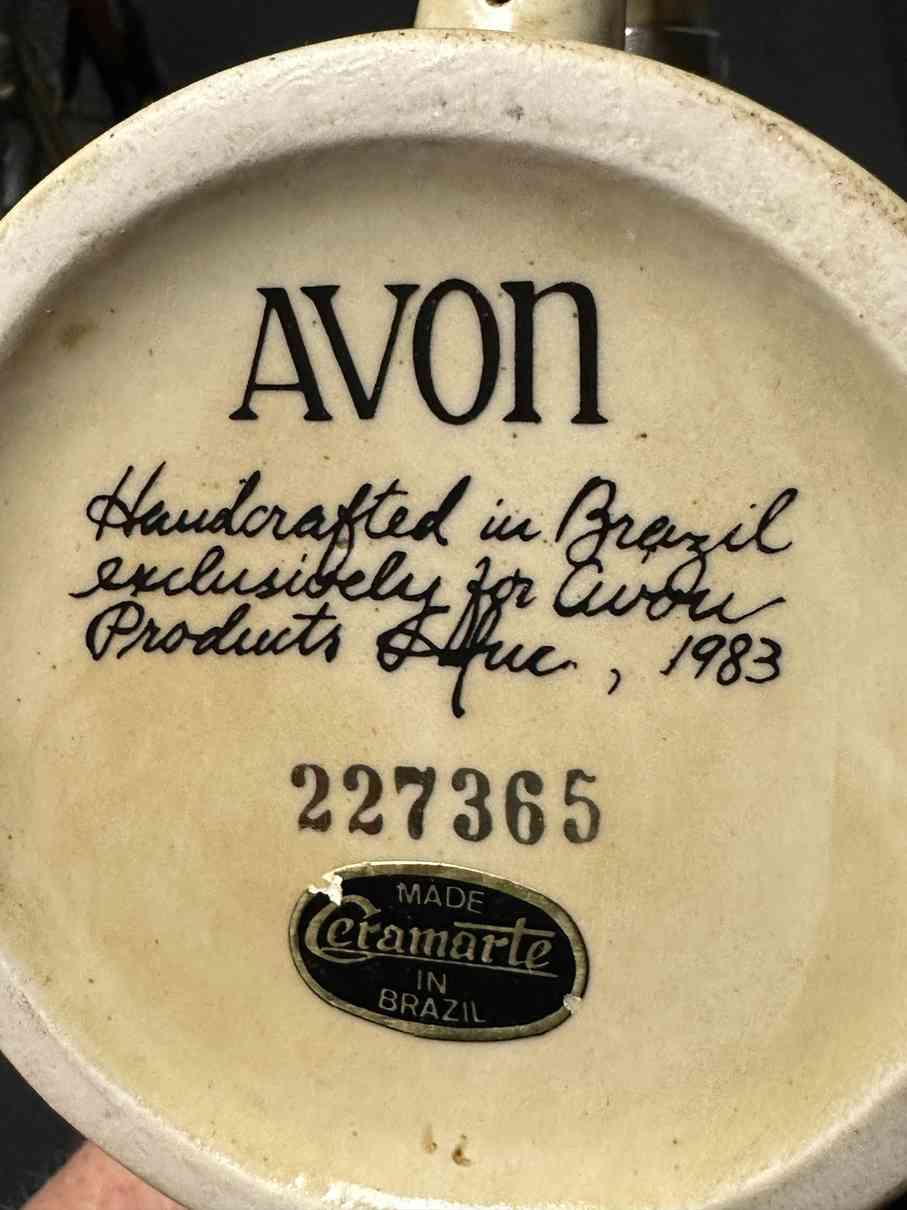 AVON
Handcrafted in Brazil
exclusively for Avon
Products Inc., 1983
227365
MADE
Ceramarte
IN
BRAZIL